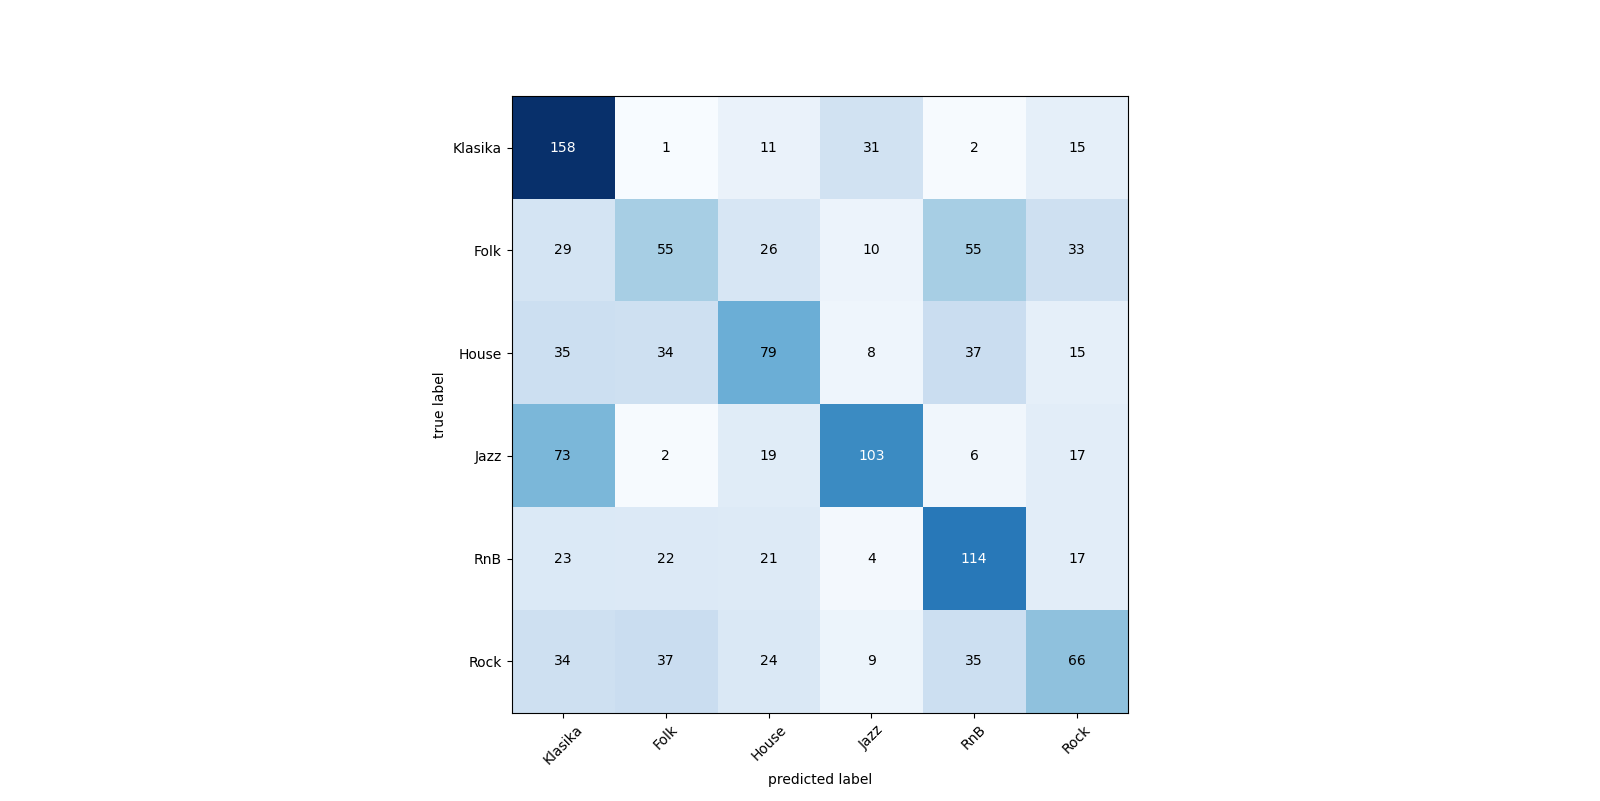 Klasika 158 1 11 31 2 15
Folk 29 55 26 10 55 33
House 35 34 79 8 37 15
true label
Jazz 73 2 19 103 6 17
RnB 23 22 21 4 114 17
Rock 34 37 24 9 35 66
Klasika Folk House Jazz RnB Rock
predicted label